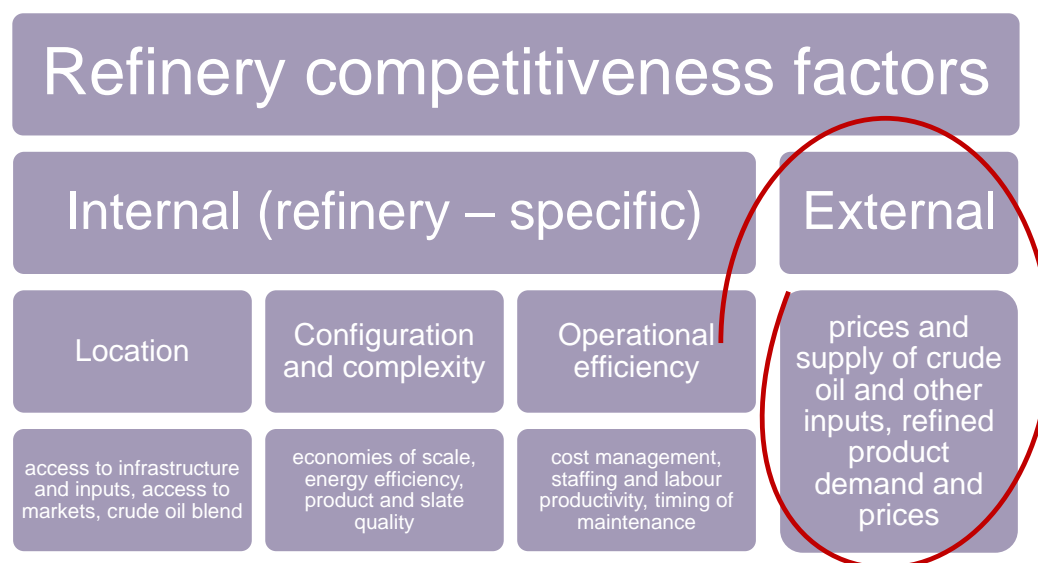 Refinery competitiveness factors
Internal (refinery – specific)
External
Location
Configuration
and complexity
Operational
efficiency
prices and
supply of crude
oil and other
inputs, refined
product
demand and
prices
access to infrastructure
and inputs, access to
markets, crude oil blend
economies of scale,
energy efficiency,
product and slate
quality
cost management,
staffing and labour
productivity, timing of
maintenance